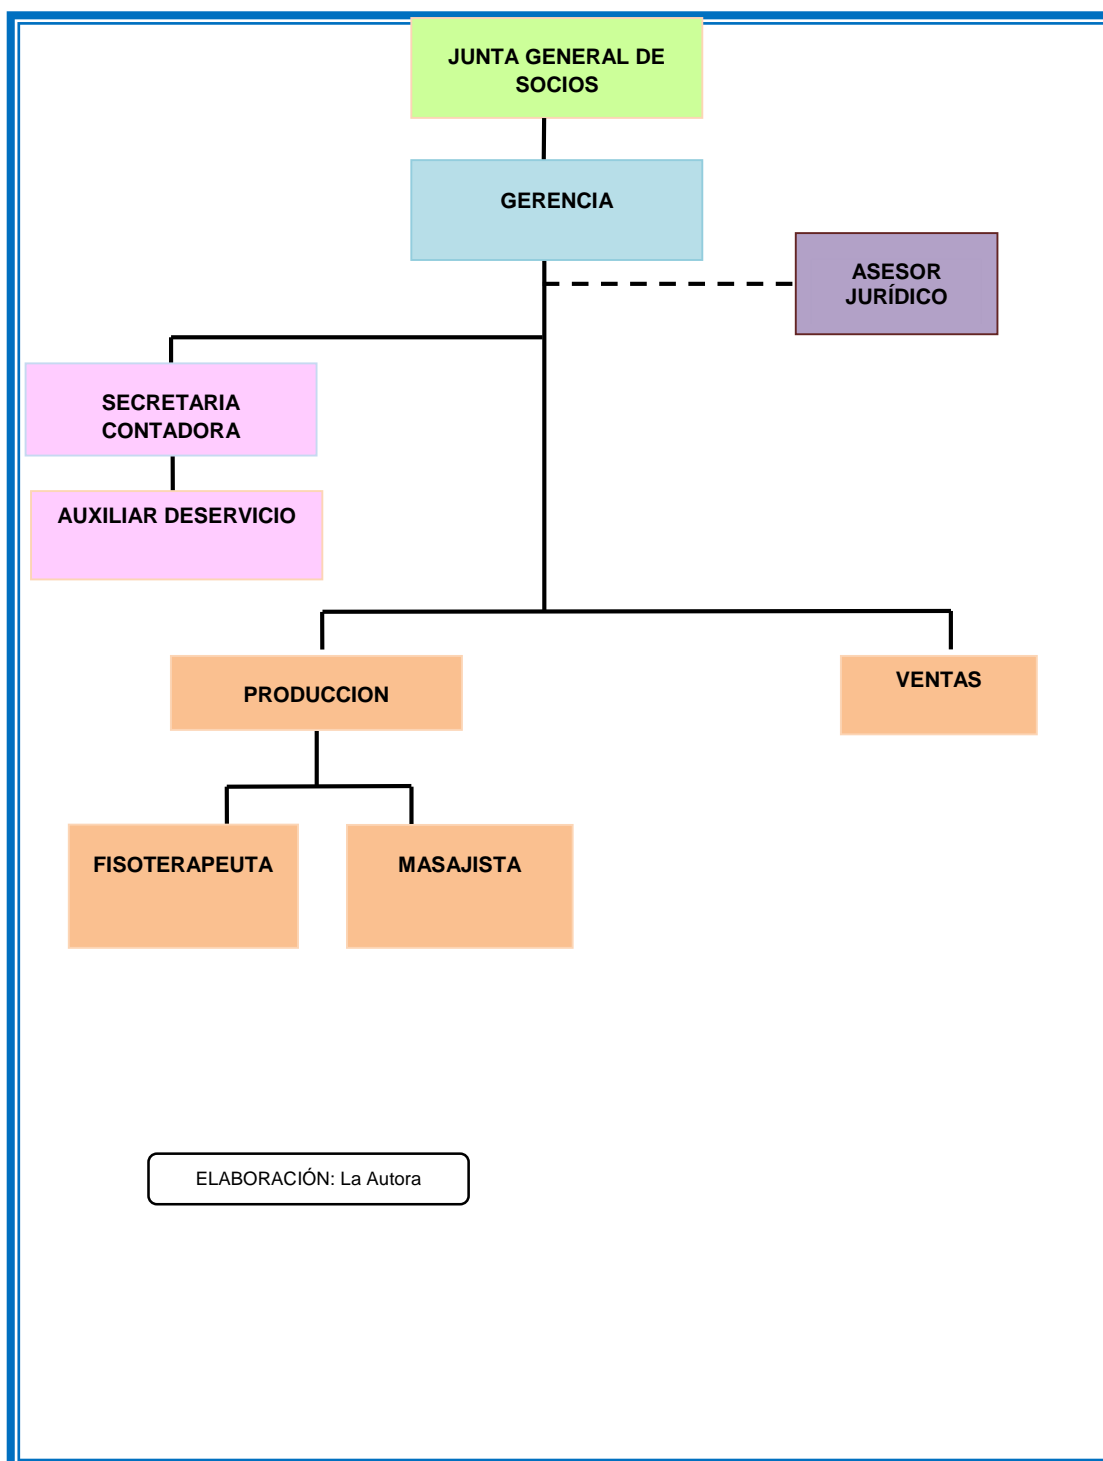 JUNTA GENERAL DE
SOCIOS
GERENCIA
ASESOR
JURÍDICO
SECRETARIA
CONTADORA
AUXILIAR DESERVICIO
PRODUCCION
VENTAS
FISOTERAPEUTA
MASAJISTA
ELABORACIÓN: La Autora